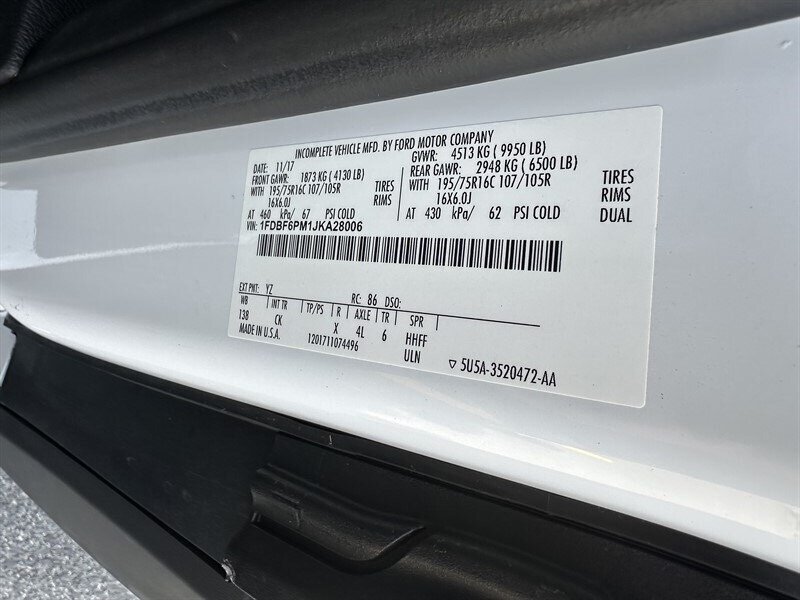 INCOMPLETE VEHICLE MFD. BY FORD MOTOR COMPANY
DATE: 11/17 GVWR: 4513 KG ( 9950 LB)
FRONT GAWR: 1873 KG ( 4130 LB) REAR GAWR: 2948 KG ( 6500 LB)
WITH 195/75R16C 107/105R TIRES WITH 195/75R16C 107/105R TIRES
16X6.0J RIMS 16X6.0J RIMS
AT 460 kPa/ 67 PSI COLD AT 430 kPa/ 62 PSI COLD DUAL
VIN: 1FDBF6PM1JKA28006
EXT PNT: YZ RC: 86 DSO:
WB INT TR TP/PS R AXLE TR SPR
138 CK X 4L 6 HHFF
MADE IN U.S.A. 1201711074496 ULN
▽ 5U5A-3520472-AA